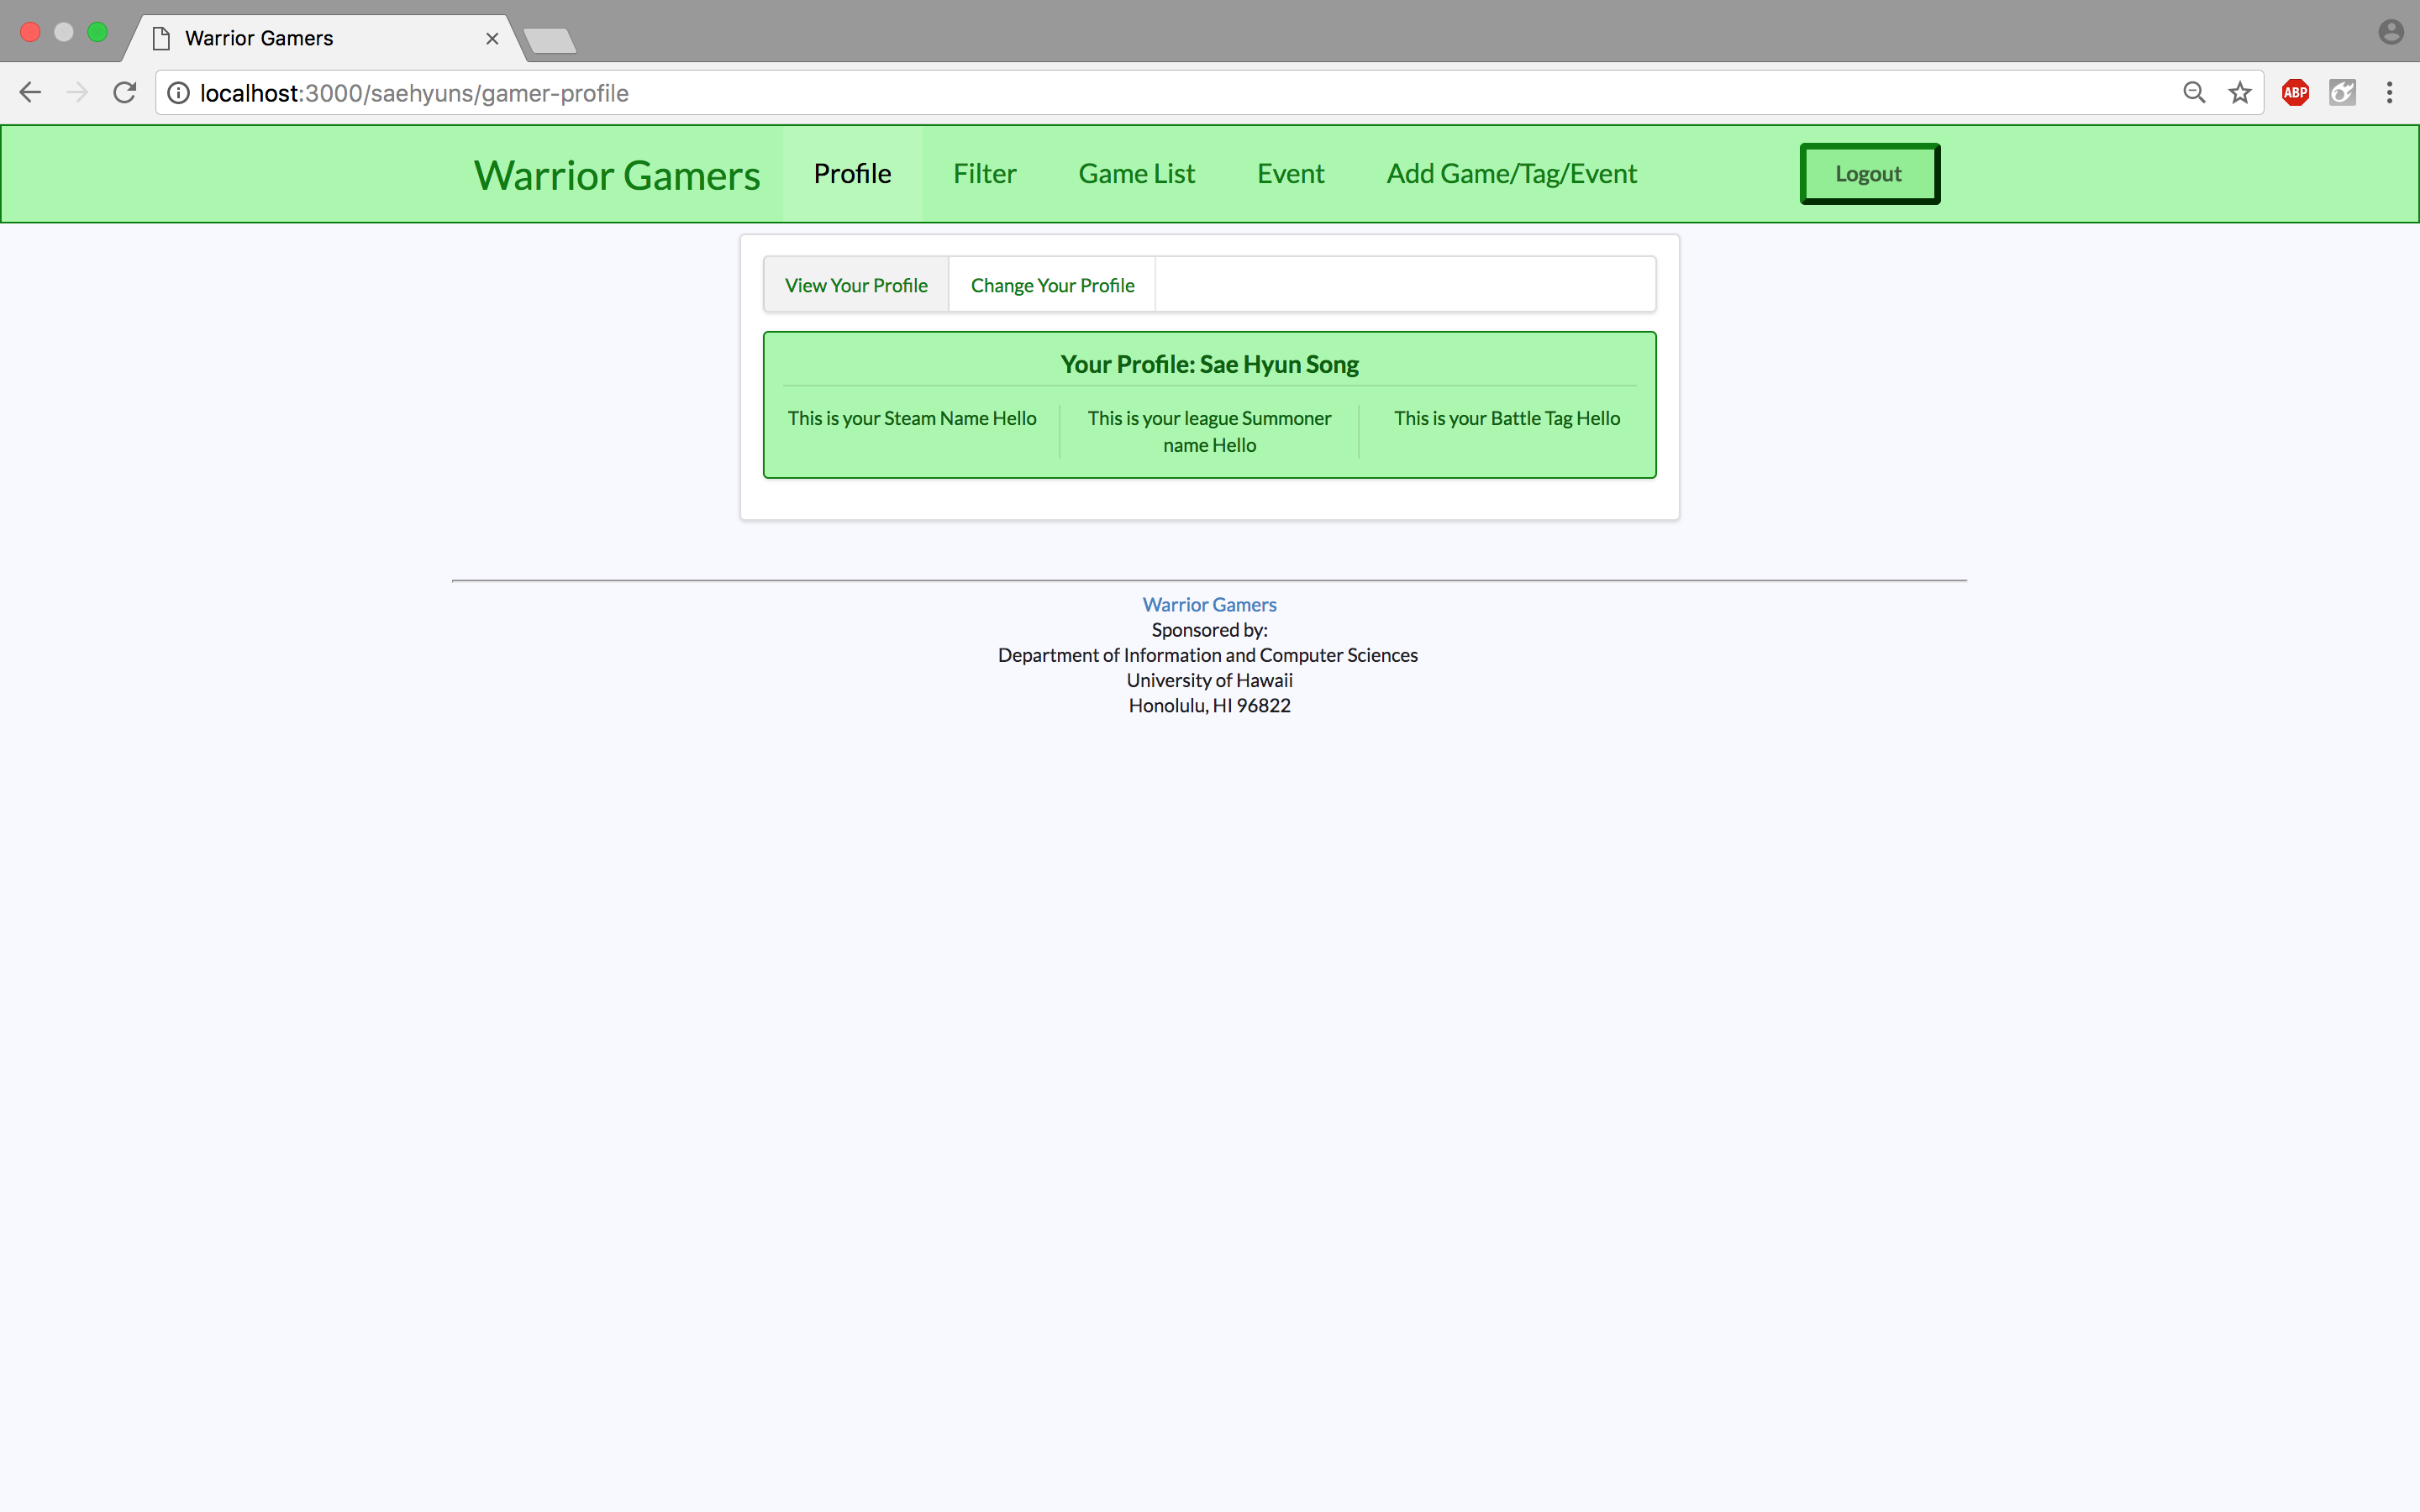 Warrior Gamers
localhost:3000/saehyuns/gamer-profile
ABP
Warrior Gamers Profile Filter Game List Event Add Game/Tag/Event Logout
View Your Profile Change Your Profile
Your Profile: Sae Hyun Song
This is your Steam Name Hello
This is your league Summoner
name Hello
This is your Battle Tag Hello
Warrior Gamers
Sponsored by:
Department of Information and Computer Sciences
University of Hawaii
Honolulu, HI 96822